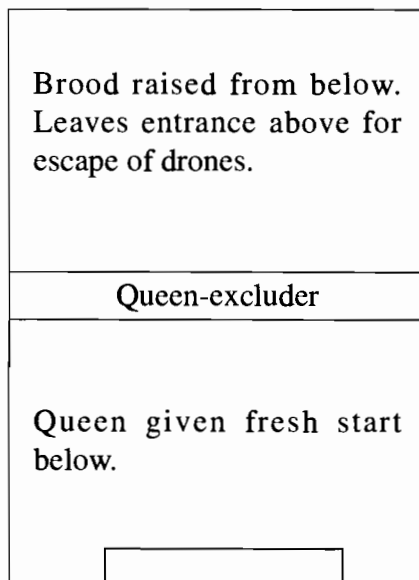 Brood raised from below.
Leaves entrance above for
escape of drones.
Queen-excluder
Queen given fresh start
below.